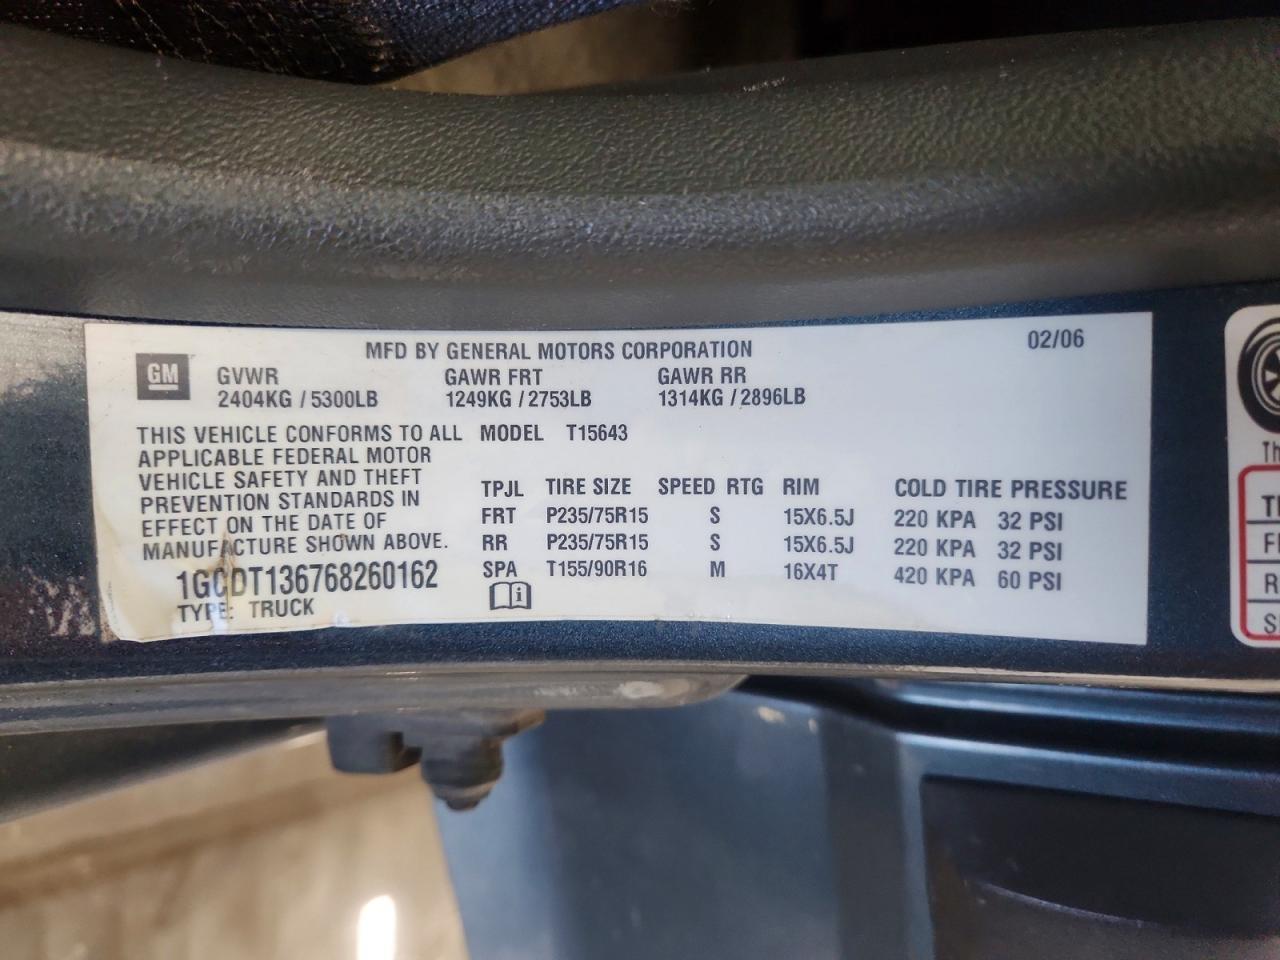 MFD BY GENERAL MOTORS CORPORATION 02/06
GM
GVWR GAWR FRT GAWR RR
2404KG / 5300LB 1249KG / 2753LB 1314KG / 2896LB
THIS VEHICLE CONFORMS TO ALL
APPLICABLE FEDERAL MOTOR
VEHICLE SAFETY AND THEFT
PREVENTION STANDARDS IN
EFFECT ON THE DATE OF
MANUFACTURE SHOWN ABOVE.
1GCDT136768260162
TYPE: TRUCK
MODEL T15643
TPJL TIRE SIZE SPEED RTG RIM COLD TIRE PRESSURE
FRT P235/75R15 S 15X6.5J 220 KPA 32 PSI
RR P235/75R15 S 15X6.5J 220 KPA 32 PSI
SPA T155/90R16 M 16X4T 420 KPA 60 PSI